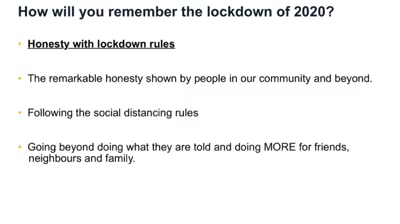 How will you remember the lockdown of 2020?
• Honesty with lockdown rules
• The remarkable honesty shown by people in our community and beyond.
• Following the social distancing rules
• Going beyond doing what they are told and doing MORE for friends,
neighbours and family.